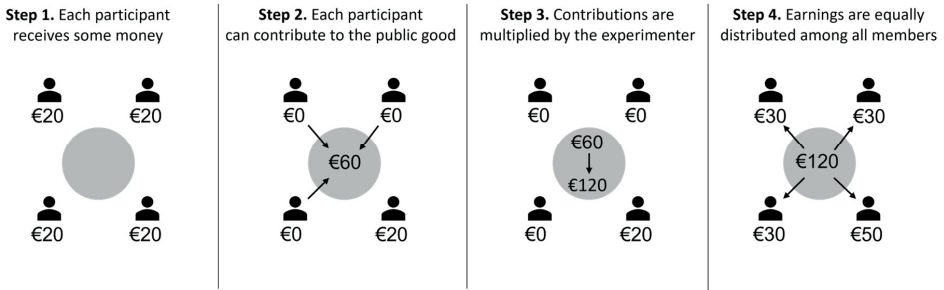 Step 1. Each participant
receives some money
€20 €20
€20 €20
Step 2. Each participant
can contribute to the public good
€0 €0
€60
€0 €20
Step 3. Contributions are
multiplied by the experimenter
€0 €0
€60
€120
€0 €20
Step 4. Earnings are equally
distributed among all members
€30 €30
€120
€30 €50